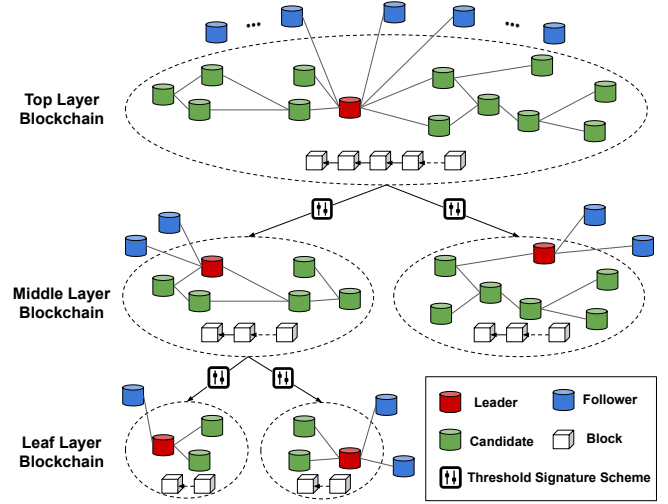 ...
...
Top Layer
Blockchain
Middle Layer
Blockchain
Leaf Layer
Blockchain
Leader
Follower
Candidate
Block
Threshold Signature Scheme